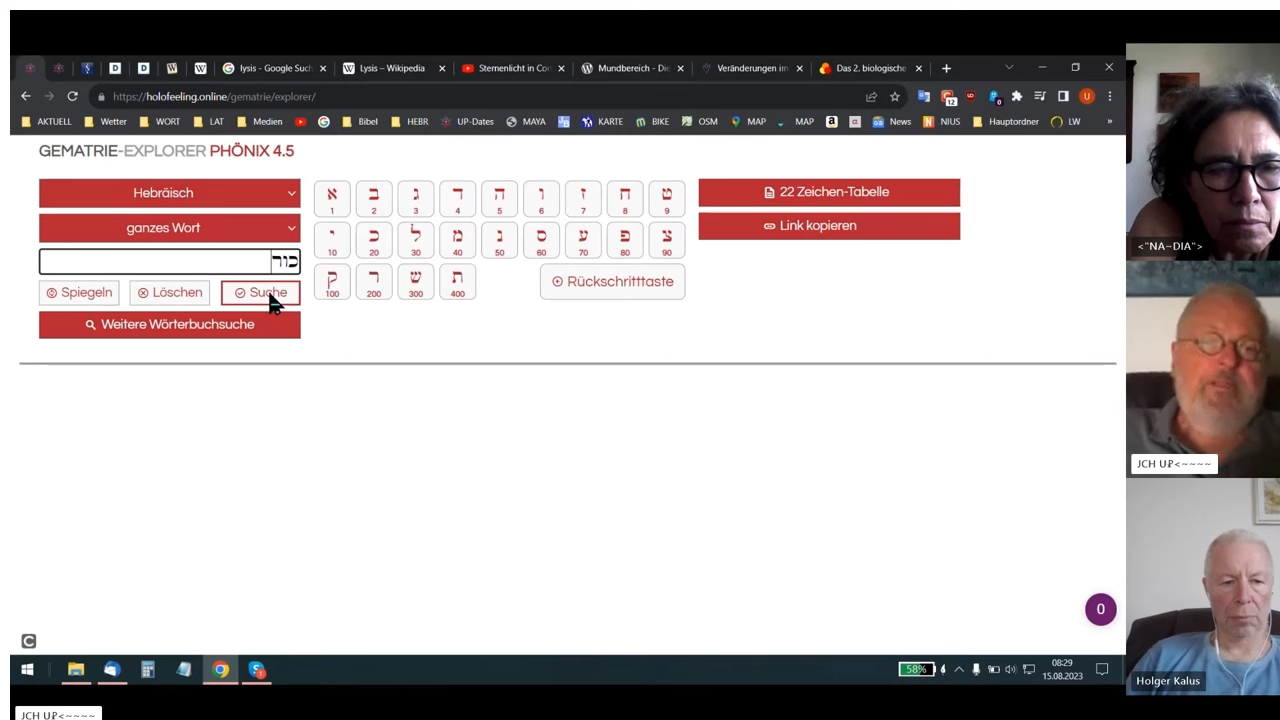 lysis - Google Suc
Lysis – Wikipedia
Sternenlicht in Co
Mundbereich - Die
Veränderungen im
Das 2. biologische
https://holofeeling.online/gematrie/explorer/
12
0
U
AKTUELL
Wetter
WORT
LAT
Medien
Bibel
HEBR
UP-Dates
MAYA
KARTE
BIKE
OSM
MAP
MAP
News
NIUS
Hauptordner
LW
»
GEMATRIE-EXPLORER PHÖNIX 4.5
Hebräisch
ganzes Wort
כור
Spiegeln
Löschen
Suche
Weitere Wörterbuchsuche
א ב ג ד ה ו ז ח ט
1 2 3 4 5 6 7 8 9
י כ ל מ נ ס ע פ צ
10 20 30 40 50 60 70 80 90
ק ר ש ת
100 200 300 400
Rückschritttaste
22 Zeichen-Tabelle
Link kopieren
0
58%
08:29
15.08.2023
<"NA~DIA">
JCH UP<~~~~
Holger Kalus
JCH UP<~~~~